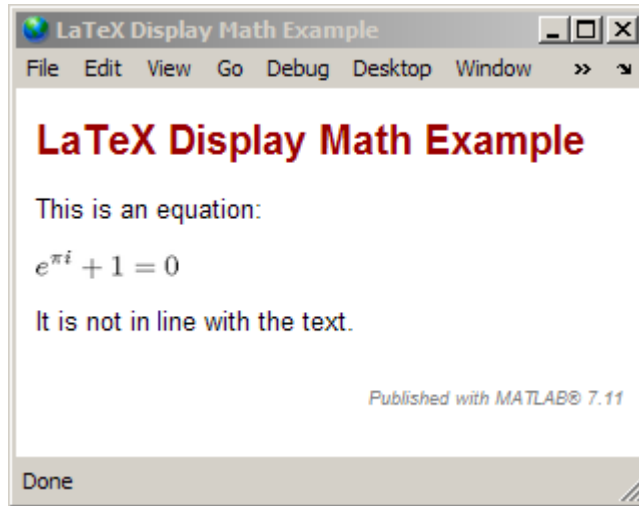 LaTeX Display Math Example
File Edit View Go Debug Desktop Window »
LaTeX Display Math Example
This is an equation:
e^{πi} + 1 = 0
It is not in line with the text.
Published with MATLAB® 7.11
Done